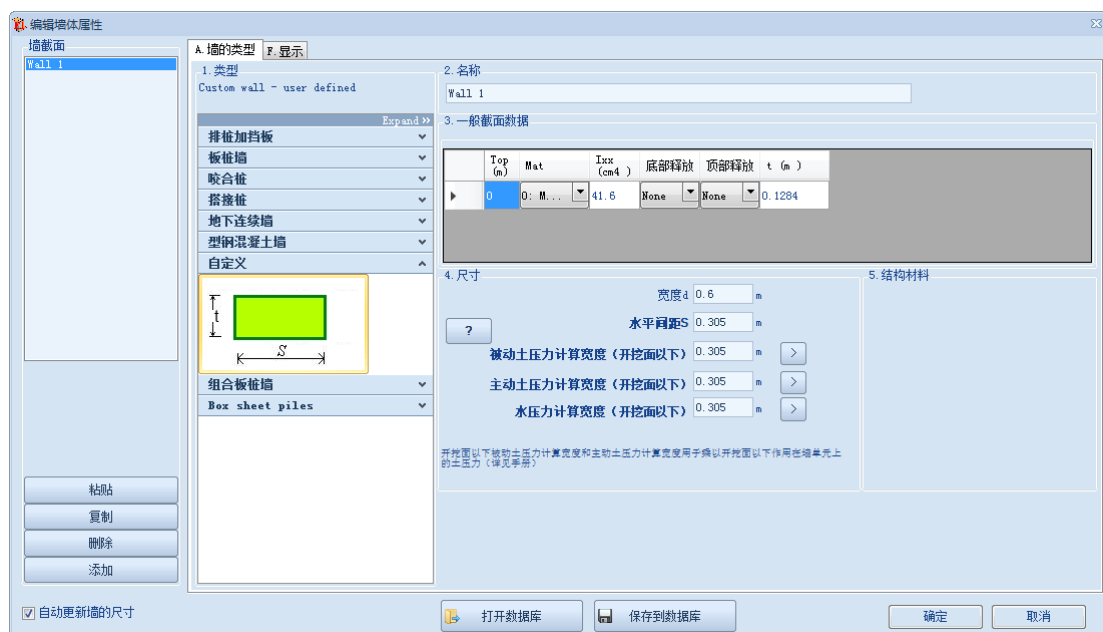 编辑墙体属性
墙截面
Wall 1
粘贴
复制
删除
添加
自动更新墙的尺寸
A.墙的类型 F.显示
1.类型
Custom wall - user defined
Expand »
排桩加挡板
板桩墙
咬合桩
搭接桩
地下连续墙
型钢混凝土墙
自定义
t
S
组合板桩墙
Box sheet piles
2.名称
Wall 1
3.一般截面数据
Top (m) Mat Ixx (cm4 ) 底部释放 顶部释放 t (m )
0 0: M... 41.6 None None 0.1284
4.尺寸
宽度d 0.6 m
水平间距S 0.305 m
?
被动土压力计算宽度（开挖面以下） 0.305 m >
主动土压力计算宽度（开挖面以下） 0.305 m >
水压力计算宽度（开挖面以下） 0.305 m >
开挖面以下被动土压力计算宽度和主动土压力计算宽度用于乘以开挖面以下作用在墙单元上
的土压力（详见手册）
5.结构材料
打开数据库
保存到数据库
确定
取消